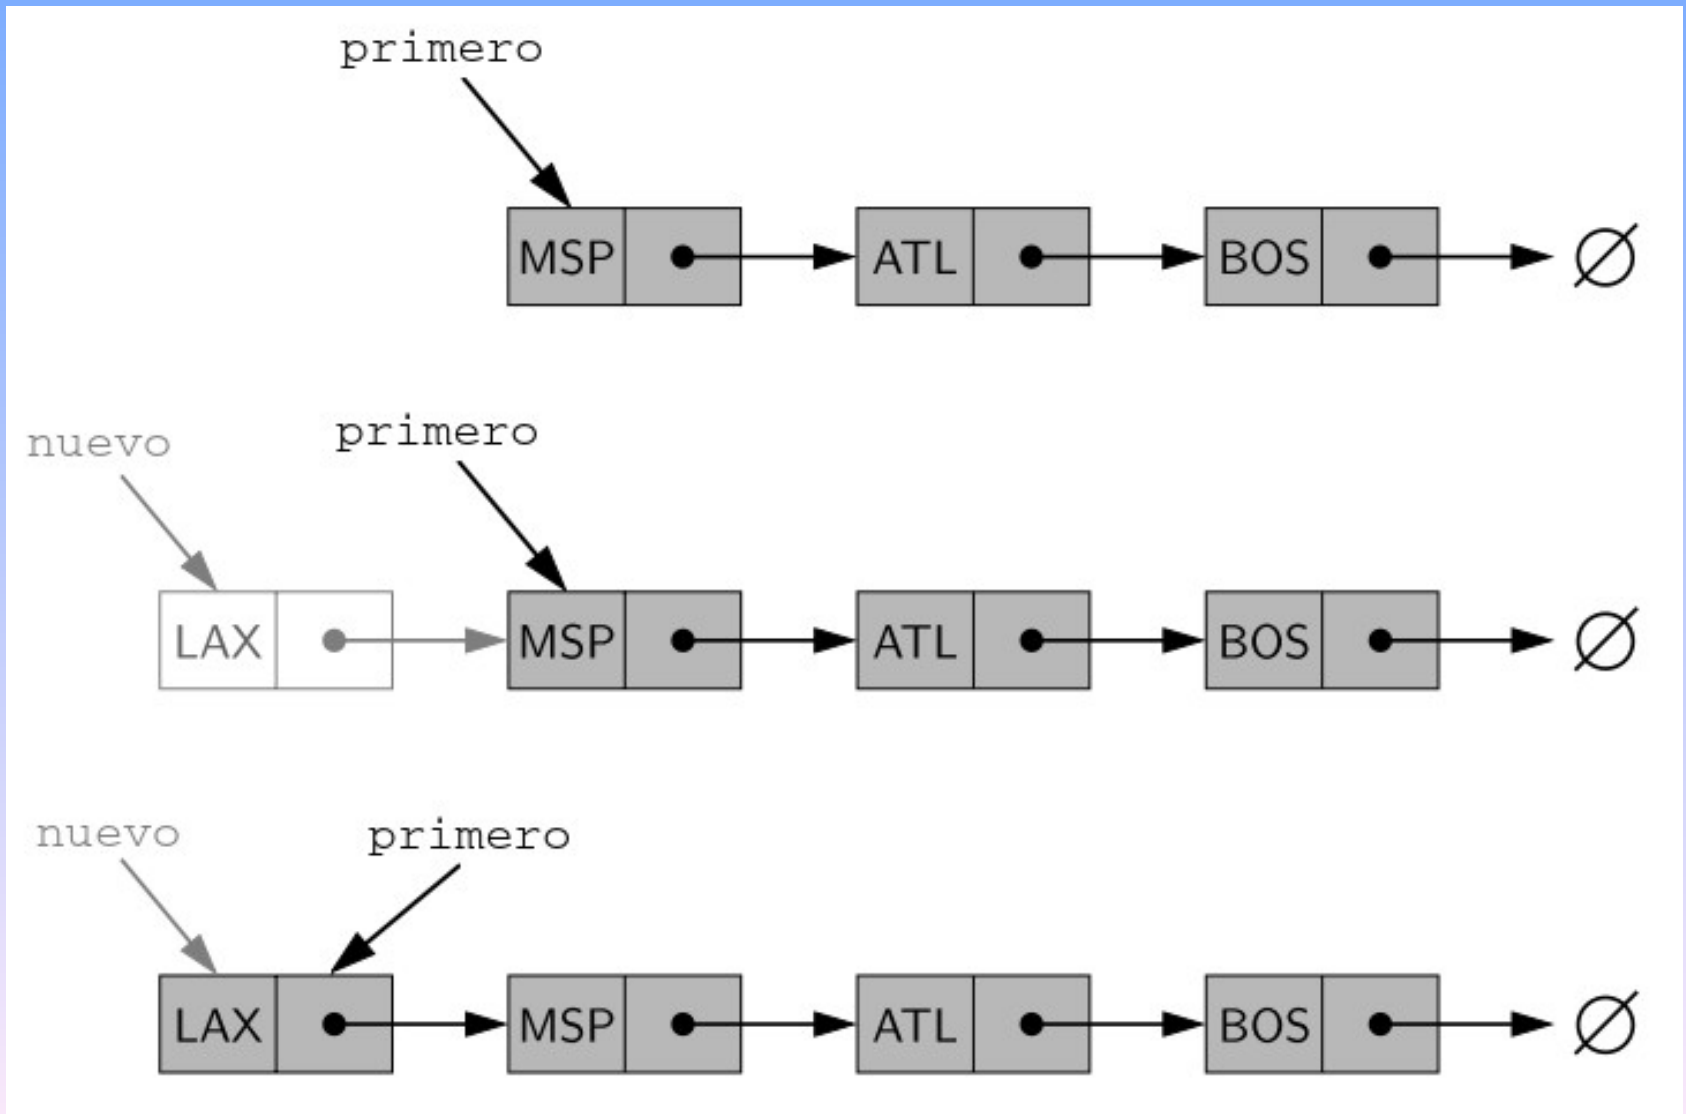 primero
MSP ATL BOS ∅
nuevo primero
LAX MSP ATL BOS ∅
nuevo primero
LAX MSP ATL BOS ∅